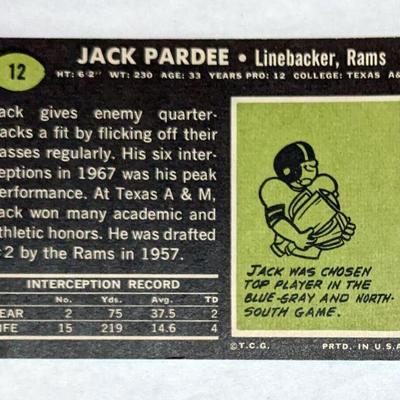 12
JACK PARDEE • Linebacker, Rams
HT: 6'2" WT: 230 AGE: 33 YEARS PRO: 12 COLLEGE: TEXAS A&
ack gives enemy quarter-
acks a fit by flicking off their
asses regularly. His six inter-
eptions in 1967 was his peak
erformance. At Texas A & M,
ack won many academic and
thletic honors. He was drafted
#2 by the Rams in 1957.
INTERCEPTION RECORD
No. Yds. Avg. TD
EAR 2 75 37.5 2
IFE 15 219 14.6 4
JACK WAS CHOSEN
TOP PLAYER IN THE
BLUE-GRAY AND NORTH-
SOUTH GAME.
© T.C.G. PRTD. IN U.S.A